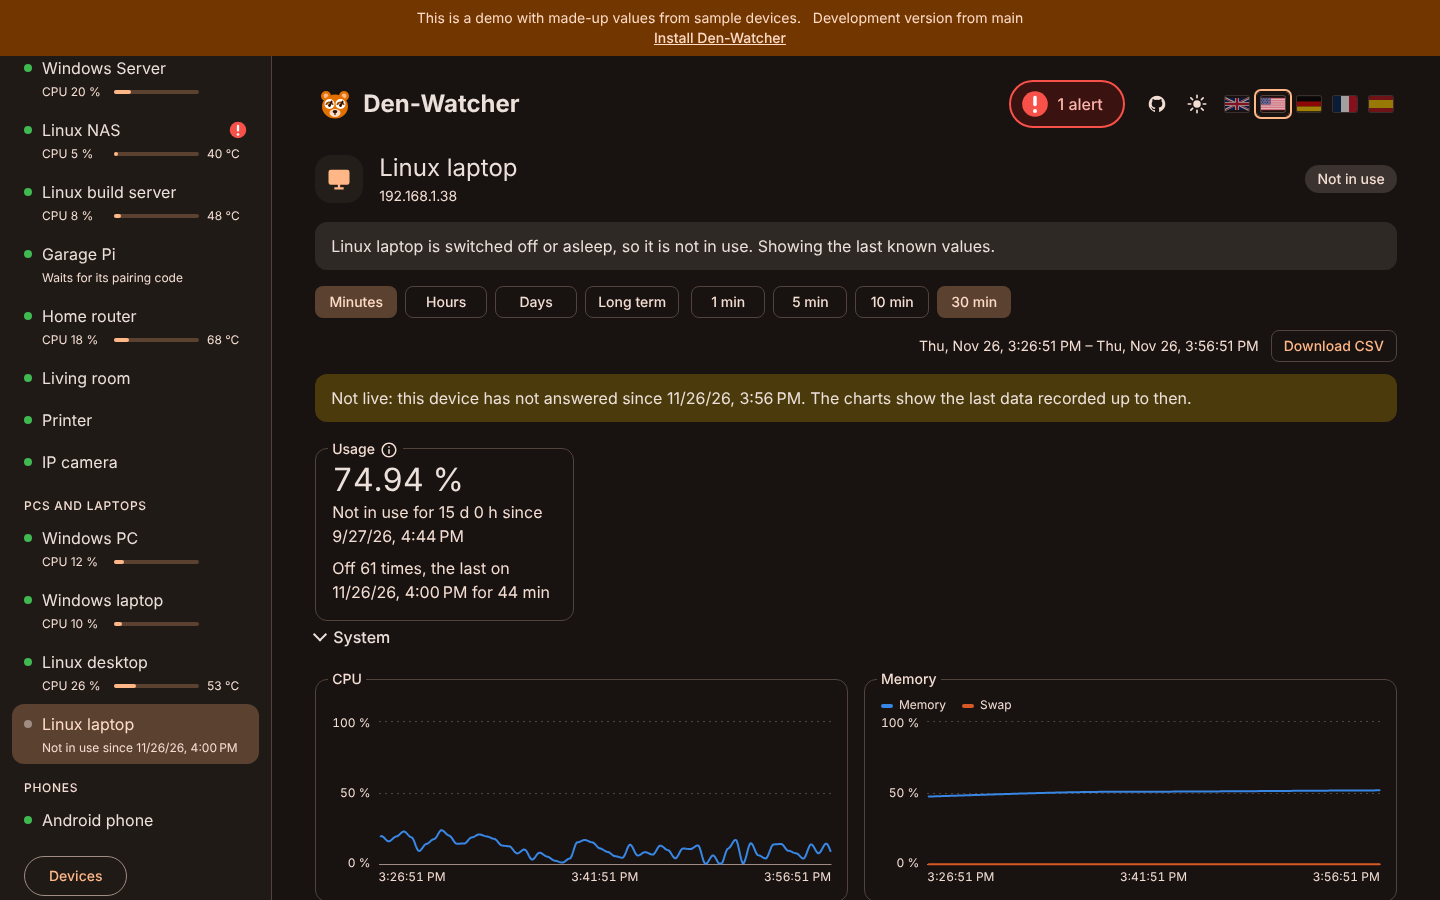 This is a demo with made-up values from sample devices. Development version from main
Install Den-Watcher
Windows Server
CPU 20 %
Linux NAS
CPU 5 % 40 °C
Linux build server
CPU 8 % 48 °C
Garage Pi
Waits for its pairing code
Home router
CPU 18 % 68 °C
Living room
Printer
IP camera
PCS AND LAPTOPS
Windows PC
CPU 12 %
Windows laptop
CPU 10 %
Linux desktop
CPU 26 % 53 °C
Linux laptop
Not in use since 11/26/26, 4:00 PM
PHONES
Android phone
Devices
Den-Watcher
1 alert
Linux laptop
192.168.1.38
Not in use
Linux laptop is switched off or asleep, so it is not in use. Showing the last known values.
Minutes Hours Days Long term 1 min 5 min 10 min 30 min
Thu, Nov 26, 3:26:51 PM – Thu, Nov 26, 3:56:51 PM Download CSV
Not live: this device has not answered since 11/26/26, 3:56 PM. The charts show the last data recorded up to then.
Usage
74.94 %
Not in use for 15 d 0 h since
9/27/26, 4:44 PM
Off 61 times, the last on
11/26/26, 4:00 PM for 44 min
System
CPU
100 %
50 %
0 %
3:26:51 PM 3:41:51 PM 3:56:51 PM
Memory
Memory Swap
100 %
50 %
0 %
3:26:51 PM 3:41:51 PM 3:56:51 PM